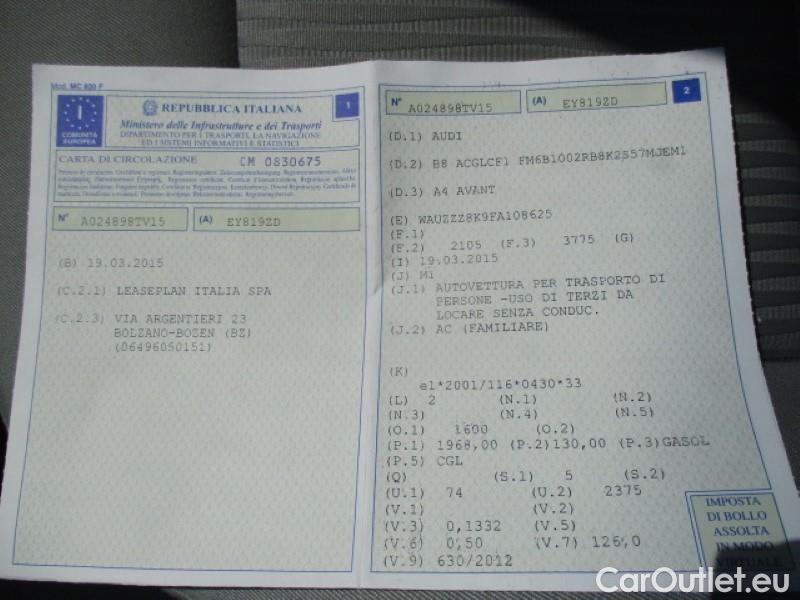 Mod. MC 800 F
I
COMUNITÀ
EUROPEA
REPUBBLICA ITALIANA
1
Ministero delle Infrastrutture e dei Trasporti
DIPARTIMENTO PER I TRASPORTI, LA NAVIGAZIONE
ED I SISTEMI INFORMATIVI E STATISTICI
CARTA DI CIRCOLAZIONE CM 0830675
N° A024898TV15 (A) EY819ZD
(B) 19.03.2015
(C.2.1) LEASEPLAN ITALIA SPA
(C.2.3) VIA ARGENTIERI 23
BOLZANO-BOZEN (BZ)
(06496050151)
N° A024898TV15 (A) EY819ZD
2
(D.1) AUDI
(D.2) B8 ACGLCF1 FM6B1002RB8K2S57MJEM1
(D.3) A4 AVANT
(E) WAUZZZ8K9FA108625
(F.1)
(F.2) 2105 (F.3) 3775 (G)
(I) 19.03.2015
(J) M1
(J.1) AUTOVETTURA PER TRASPORTO DI
PERSONE -USO DI TERZI DA
LOCARE SENZA CONDUC.
(J.2) AC (FAMILIARE)
(K)
e1*2001/116*0430*33
(L) 2 (N.1) (N.2)
(N.3) (N.4) (N.5)
(O.1) 1600 (O.2)
(P.1) 1968,00 (P.2)130,00 (P.3)GASOL
(P.5) CGL
(Q) (S.1) 5 (S.2)
(U.1) 74 (U.2) 2375
(V.1) (V.2)
(V.3) 0,1332 (V.5)
(V.6) 0,50 (V.7) 126,0
(V.9) 630/2012
IMPOSTA
DI BOLLO
ASSOLTA
IN MODO
VIRTUALE
CarOutlet.eu